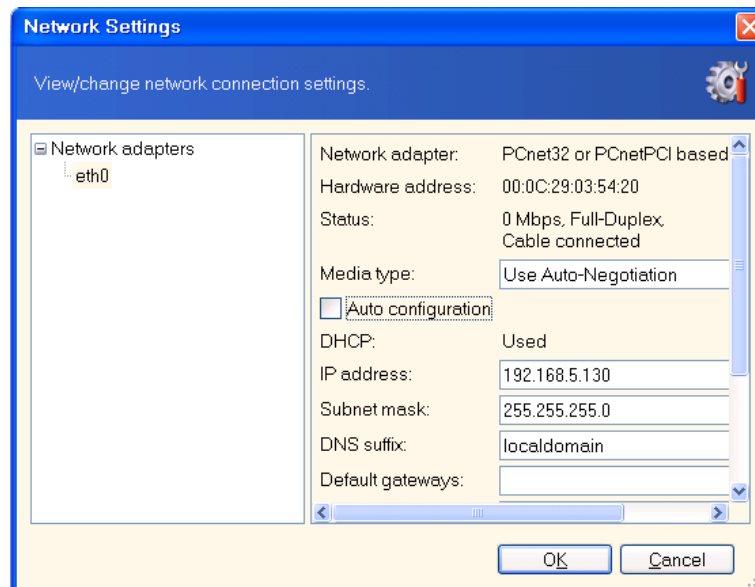 Network Settings
View/change network connection settings.
Network adapters
eth0
Network adapter: PCnet32 or PCnetPCI based
Hardware address: 00:0C:29:03:54:20
Status: 0 Mbps, Full-Duplex,
Cable connected
Media type: Use Auto-Negotiation
Auto configuration
DHCP: Used
IP address: 192.168.5.130
Subnet mask: 255.255.255.0
DNS suffix: localdomain
Default gateways:
OK Cancel